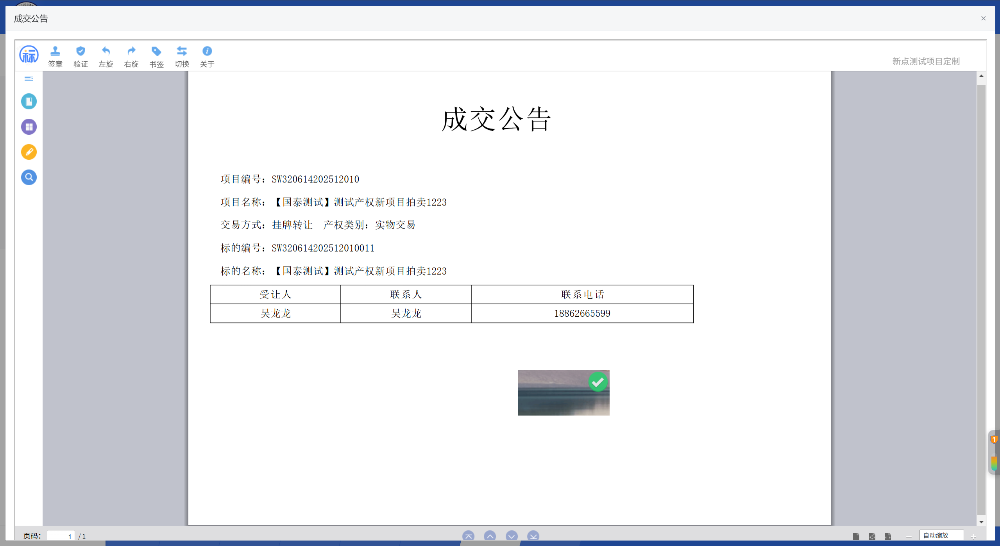 成交公告
标
签章 验证 左旋 右旋 书签 切换 关于
新点测试项目定制
成交公告
项目编号：SW320614202512010
项目名称：【国泰测试】测试产权新项目拍卖1223
交易方式：挂牌转让 产权类别：实物交易
标的编号：SW320614202512010011
标的名称：【国泰测试】测试产权新项目拍卖1223
受让人 联系人 联系电话
吴龙龙 吴龙龙 18862665599
1
页码： 1 / 1
自动缩放